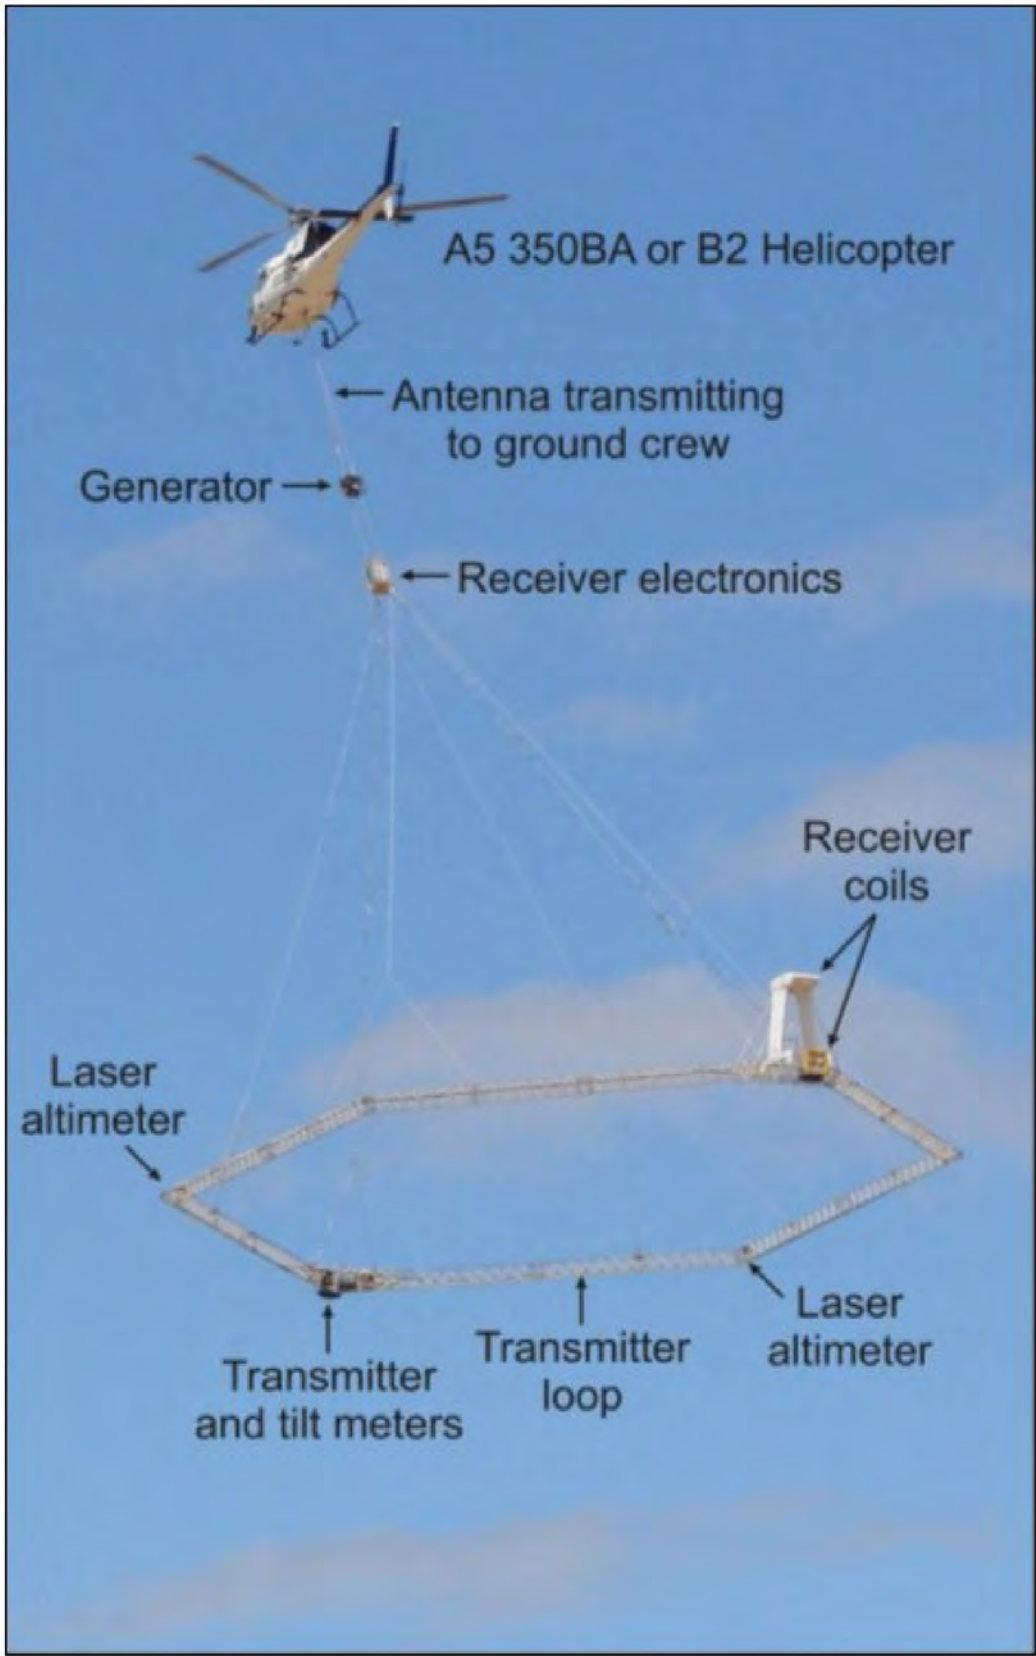 A5 350BA or B2 Helicopter
Antenna transmitting
to ground crew
Generator
Receiver electronics
Receiver
coils
Laser
altimeter
Laser
altimeter
Transmitter
loop
Transmitter
and tilt meters